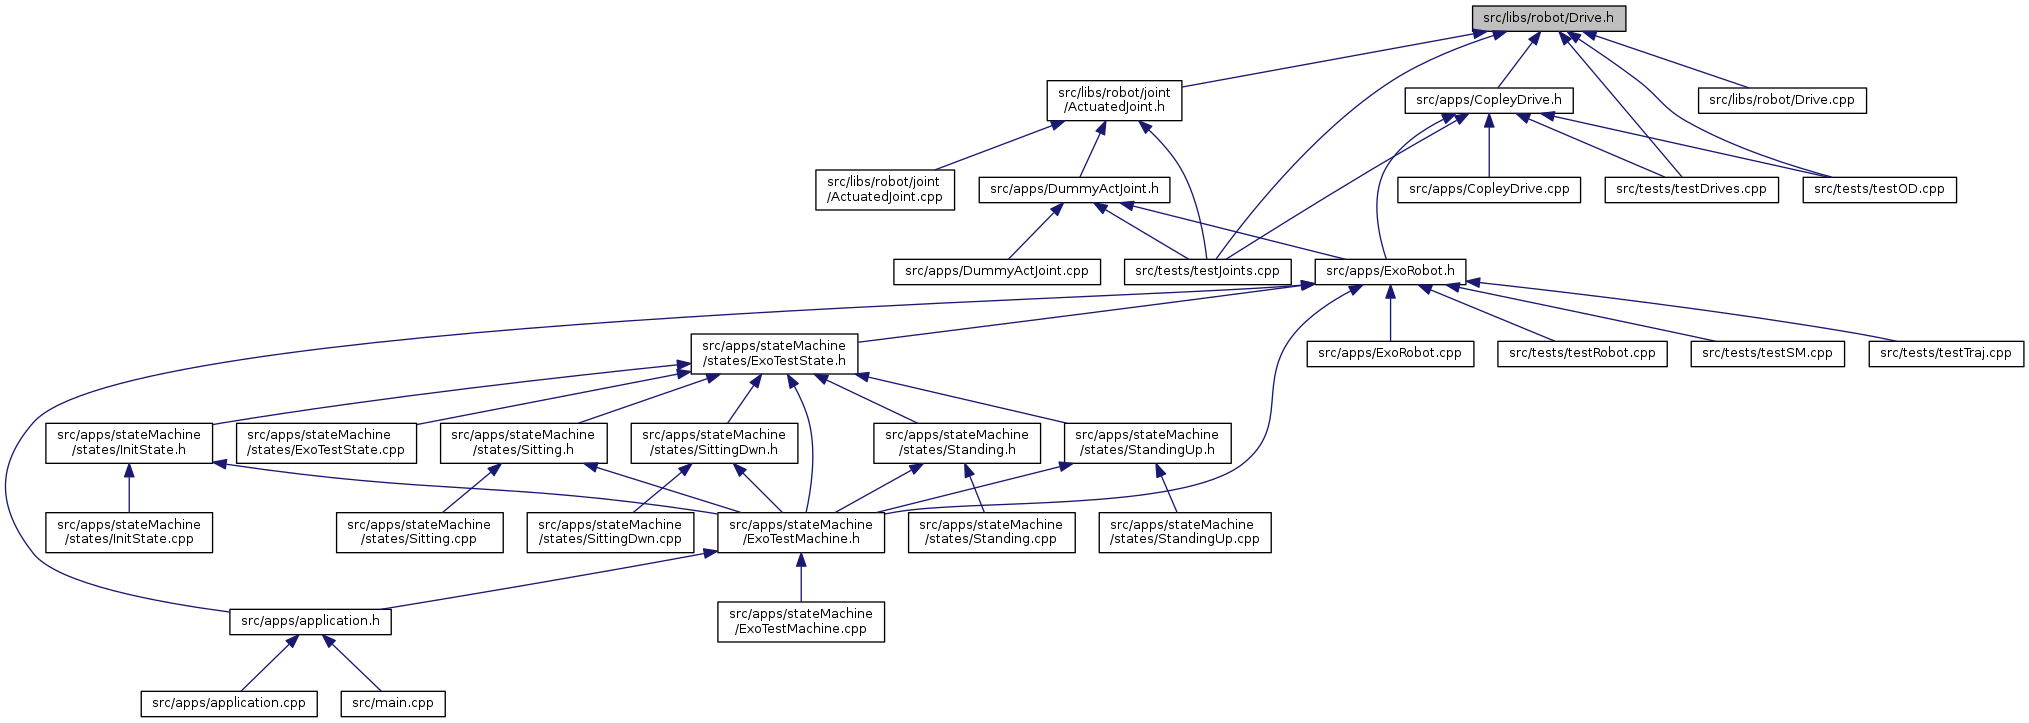 src/libs/robot/Drive.h
src/libs/robot/joint
/ActuatedJoint.h
src/apps/CopleyDrive.h
src/libs/robot/Drive.cpp
src/libs/robot/joint
/ActuatedJoint.cpp
src/apps/DummyActJoint.h
src/apps/CopleyDrive.cpp
src/tests/testDrives.cpp
src/tests/testOD.cpp
src/apps/DummyActJoint.cpp
src/tests/testJoints.cpp
src/apps/ExoRobot.h
src/apps/stateMachine
/states/ExoTestState.h
src/apps/ExoRobot.cpp
src/tests/testRobot.cpp
src/tests/testSM.cpp
src/tests/testTraj.cpp
src/apps/stateMachine
/states/InitState.h
src/apps/stateMachine
/states/ExoTestState.cpp
src/apps/stateMachine
/states/Sitting.h
src/apps/stateMachine
/states/SittingDwn.h
src/apps/stateMachine
/states/Standing.h
src/apps/stateMachine
/states/StandingUp.h
src/apps/stateMachine
/states/InitState.cpp
src/apps/stateMachine
/states/Sitting.cpp
src/apps/stateMachine
/states/SittingDwn.cpp
src/apps/stateMachine
/ExoTestMachine.h
src/apps/stateMachine
/states/Standing.cpp
src/apps/stateMachine
/states/StandingUp.cpp
src/apps/application.h
src/apps/stateMachine
/ExoTestMachine.cpp
src/apps/application.cpp
src/main.cpp